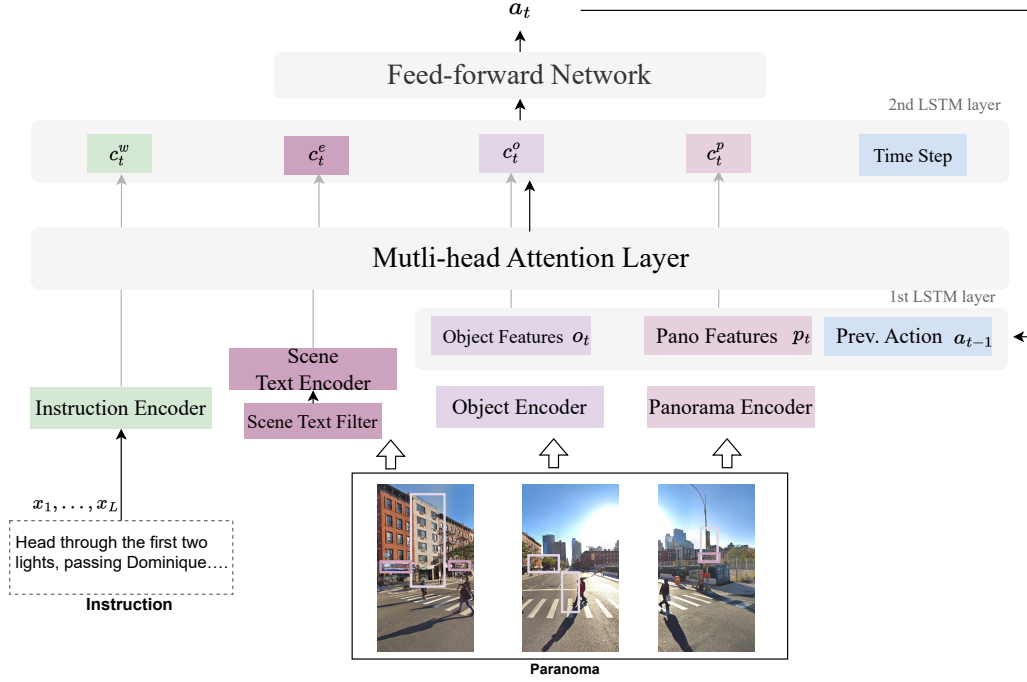 a_t
Feed-forward Network
2nd LSTM layer
c_t^w
c_t^e
c_t^o
c_t^p
Time Step
Mutli-head Attention Layer
1st LSTM layer
Object Features o_t
Pano Features p_t
Prev. Action a_{t-1}
Scene
Text Encoder
Instruction Encoder
Scene Text Filter
Object Encoder
Panorama Encoder
x_1, ..., x_L
Head through the first two
lights, passing Dominique....
Instruction
Paranoma